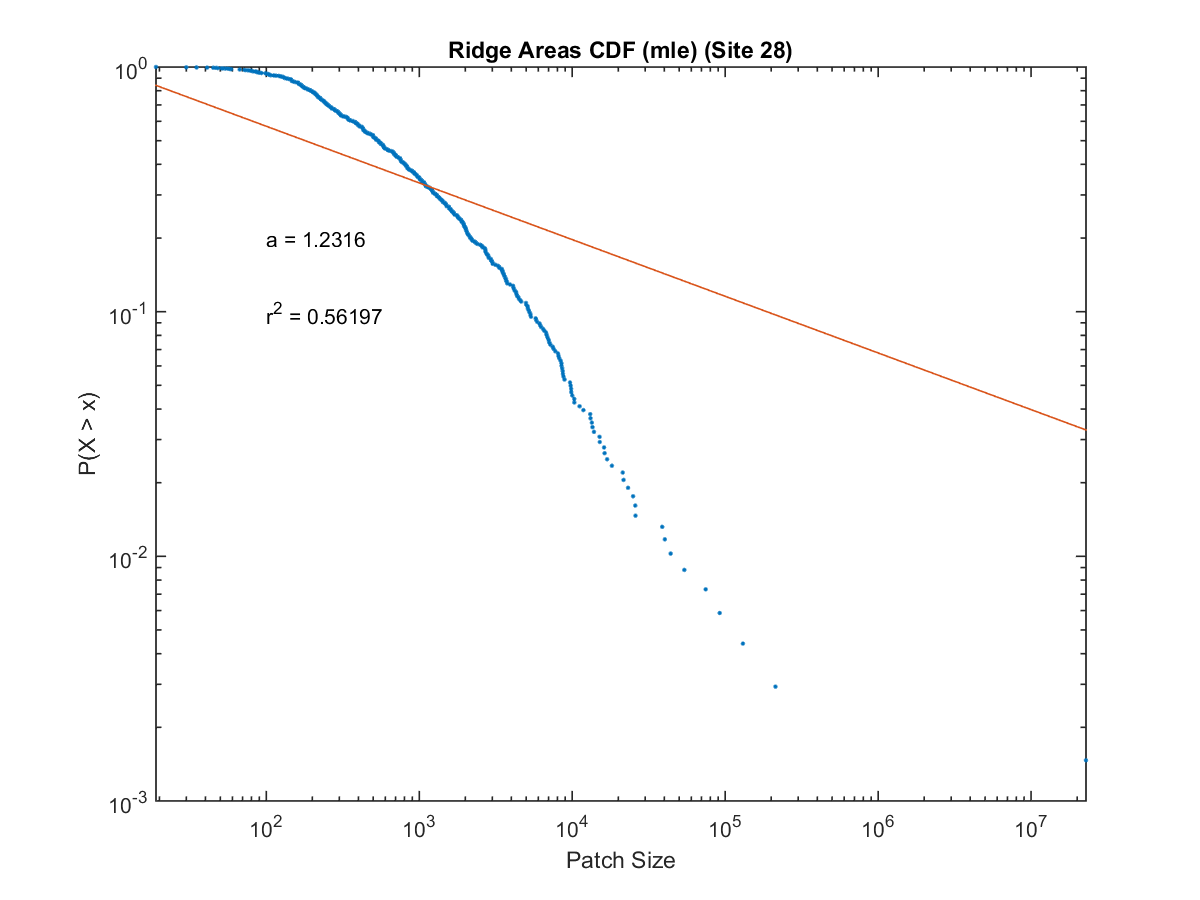 Ridge Areas CDF (mle) (Site 28)
10^0
10^-1
10^-2
10^-3
P(X > x)
a = 1.2316
r^2 = 0.56197
10^2 10^3 10^4 10^5 10^6 10^7
Patch Size